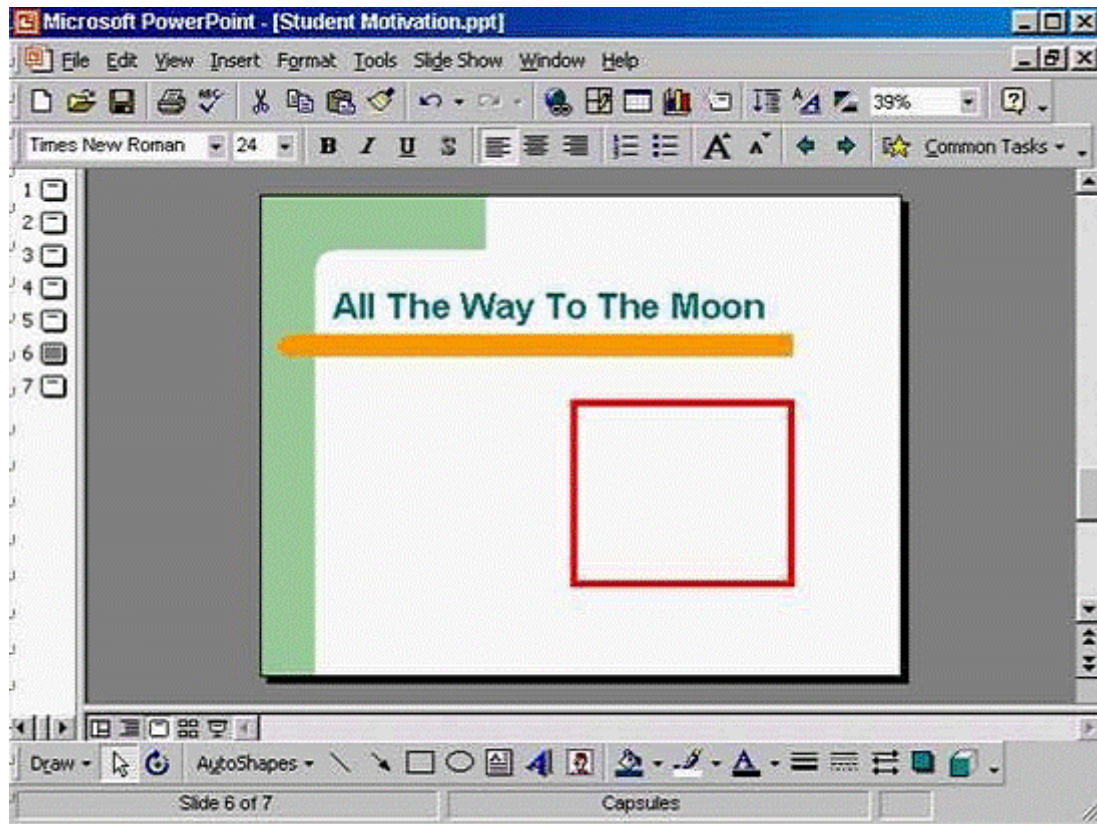 Microsoft PowerPoint - [Student Motivation.ppt]
File Edit View Insert Format Tools Slide Show Window Help
39%
Times New Roman 24 B I U S A A Common Tasks
1
2
3
4
5
6
7
All The Way To The Moon
Draw AutoShapes
Slide 6 of 7 Capsules